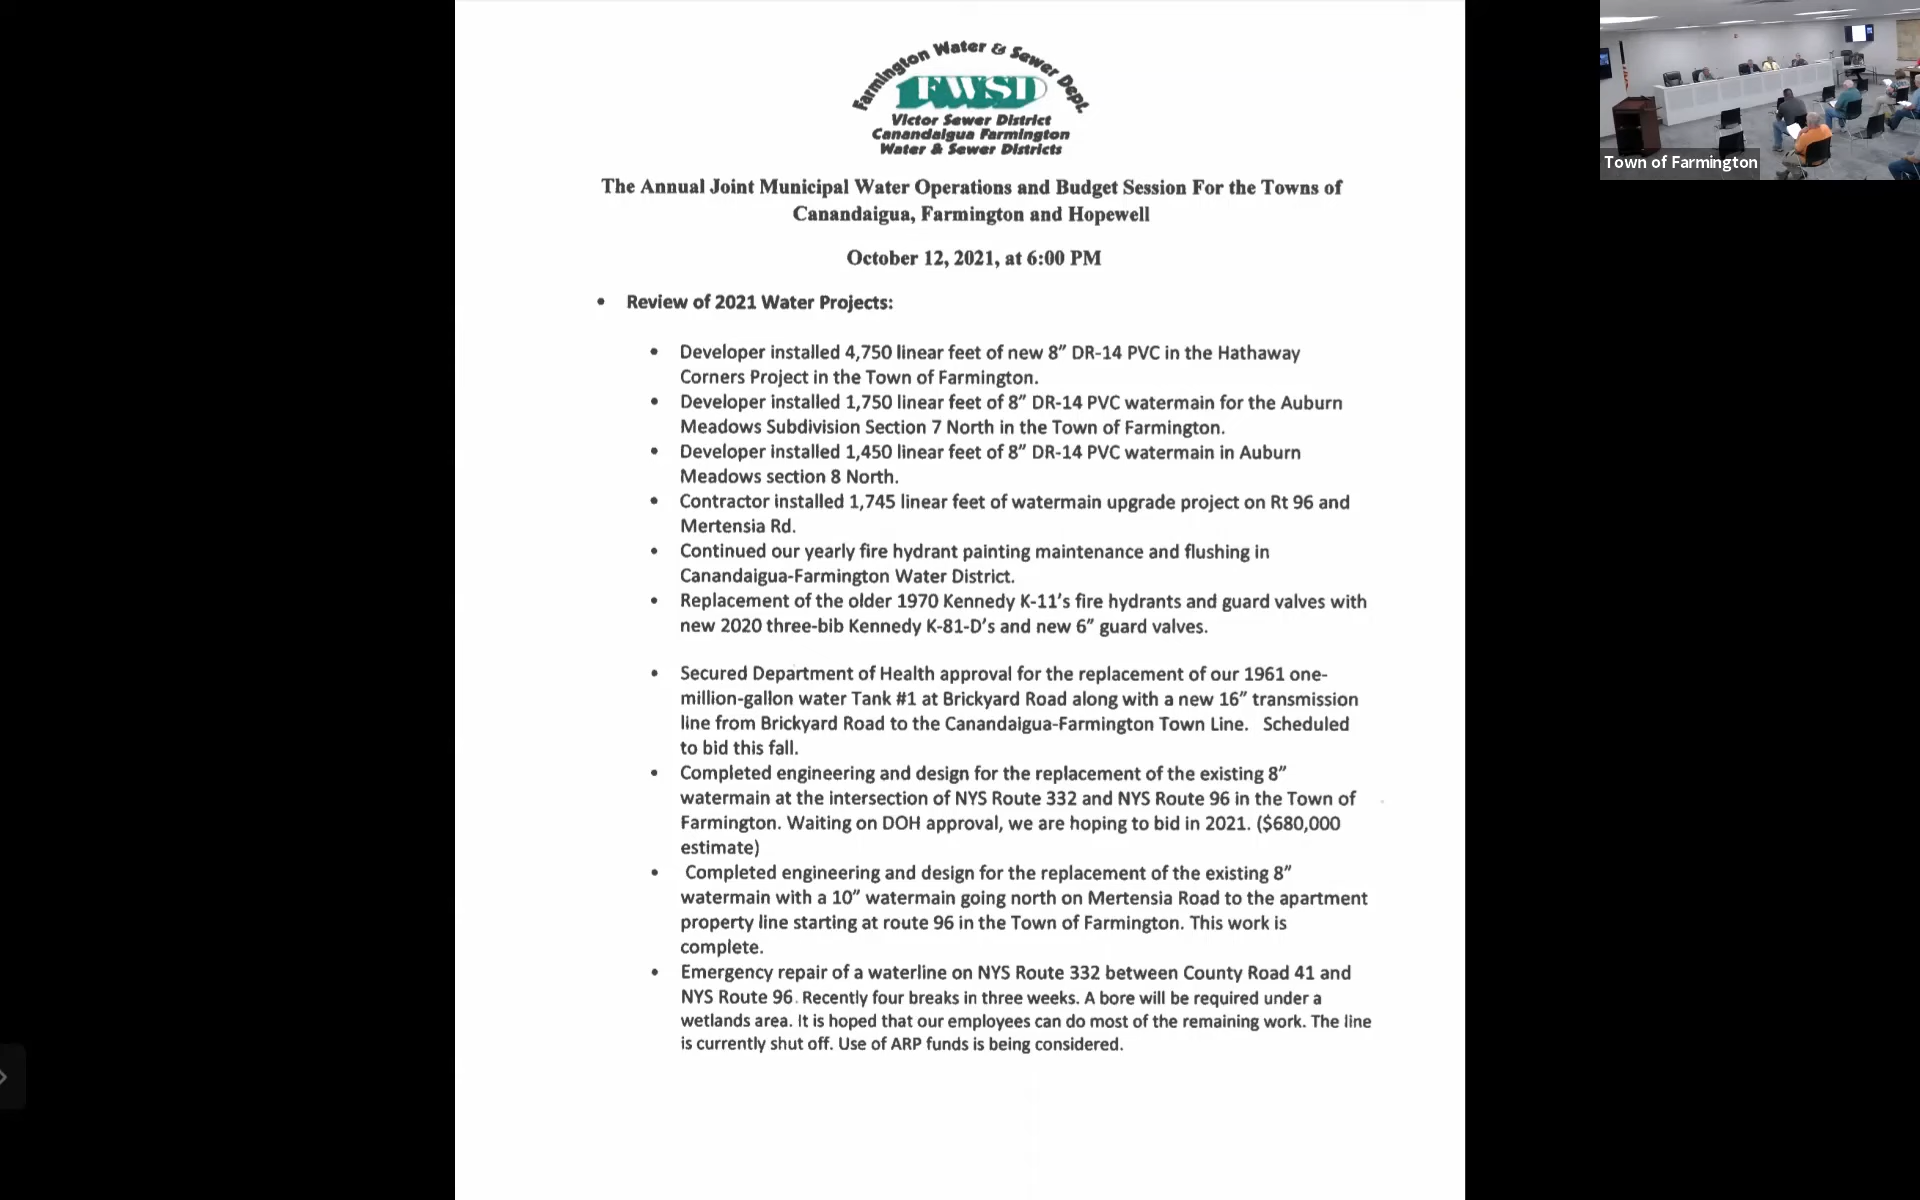 Farmington Water & Sewer Dept.
FWSD
Victor Sewer District
Canandaigua Farmington
Water & Sewer Districts
The Annual Joint Municipal Water Operations and Budget Session For the Towns of
Canandaigua, Farmington and Hopewell
October 12, 2021, at 6:00 PM
• Review of 2021 Water Projects:
• Developer installed 4,750 linear feet of new 8” DR-14 PVC in the Hathaway
Corners Project in the Town of Farmington.
• Developer installed 1,750 linear feet of 8” DR-14 PVC watermain for the Auburn
Meadows Subdivision Section 7 North in the Town of Farmington.
• Developer installed 1,450 linear feet of 8” DR-14 PVC watermain in Auburn
Meadows section 8 North.
• Contractor installed 1,745 linear feet of watermain upgrade project on Rt 96 and
Mertensia Rd.
• Continued our yearly fire hydrant painting maintenance and flushing in
Canandaigua-Farmington Water District.
• Replacement of the older 1970 Kennedy K-11’s fire hydrants and guard valves with
new 2020 three-bib Kennedy K-81-D’s and new 6” guard valves.
• Secured Department of Health approval for the replacement of our 1961 one-
million-gallon water Tank #1 at Brickyard Road along with a new 16” transmission
line from Brickyard Road to the Canandaigua-Farmington Town Line. Scheduled
to bid this fall.
• Completed engineering and design for the replacement of the existing 8”
watermain at the intersection of NYS Route 332 and NYS Route 96 in the Town of
Farmington. Waiting on DOH approval, we are hoping to bid in 2021. ($680,000
estimate)
• Completed engineering and design for the replacement of the existing 8”
watermain with a 10” watermain going north on Mertensia Road to the apartment
property line starting at route 96 in the Town of Farmington. This work is
complete.
• Emergency repair of a waterline on NYS Route 332 between County Road 41 and
NYS Route 96. Recently four breaks in three weeks. A bore will be required under a
wetlands area. It is hoped that our employees can do most of the remaining work. The line
is currently shut off. Use of ARP funds is being considered.
Town of Farmington